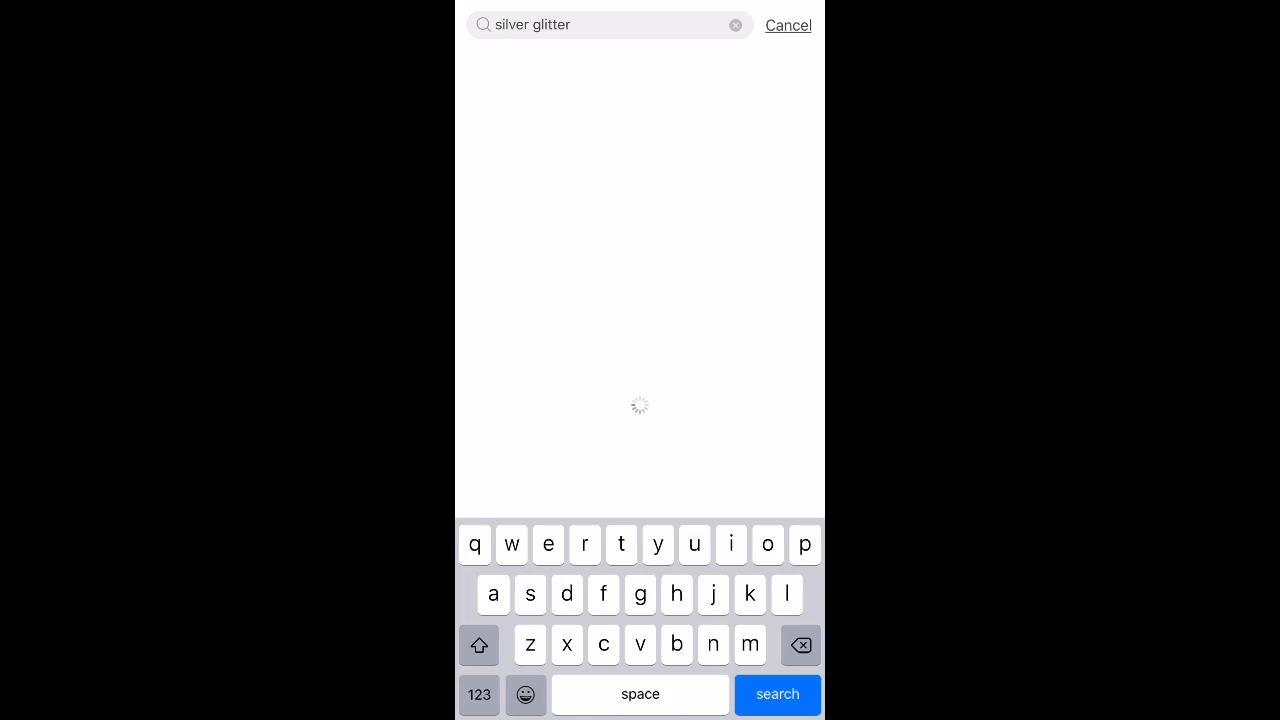 silver glitter
Cancel
q w e r t y u i o p
a s d f g h j k l
z x c v b n m
123 space search